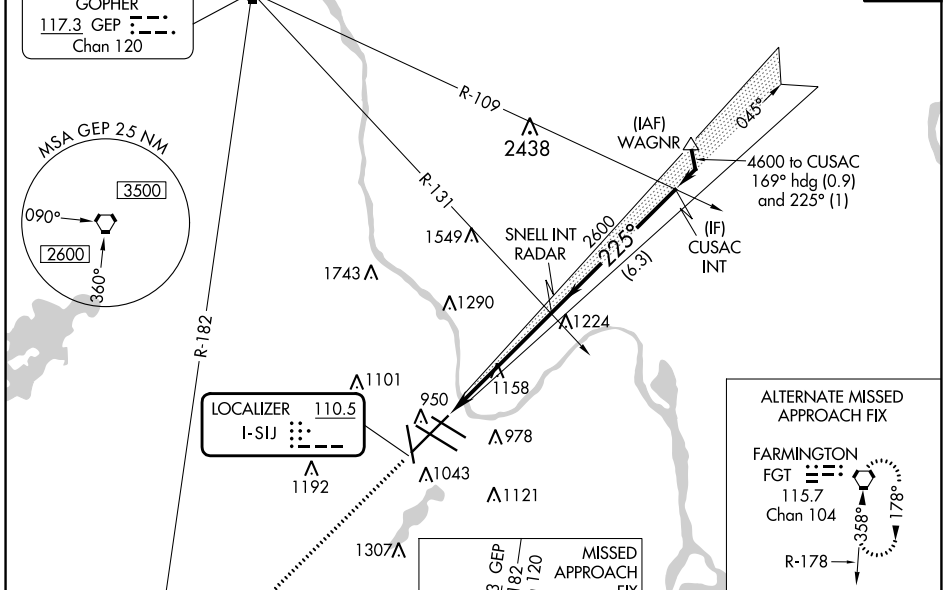 GOPHER
117.3 GEP
Chan 120
R-109
(IAF)
WAGNR
045°
2438
4600 to CUSAC
169° hdg (0.9)
and 225° (1)
MSA GEP 25 NM
3500
090°
2600
360°
R-131
1549
SNELL INT
RADAR
2600
225°
(6.3)
(IF)
CUSAC
INT
1743
1290
1224
R-182
1158
1101
950
LOCALIZER 110.5
I-SIJ
978
1192
1043
1121
1307
ALTERNATE MISSED
APPROACH FIX
FARMINGTON
FGT
115.7
Chan 104
358°
178°
R-178
MISSED
APPROACH
FIX
GEP
182
120